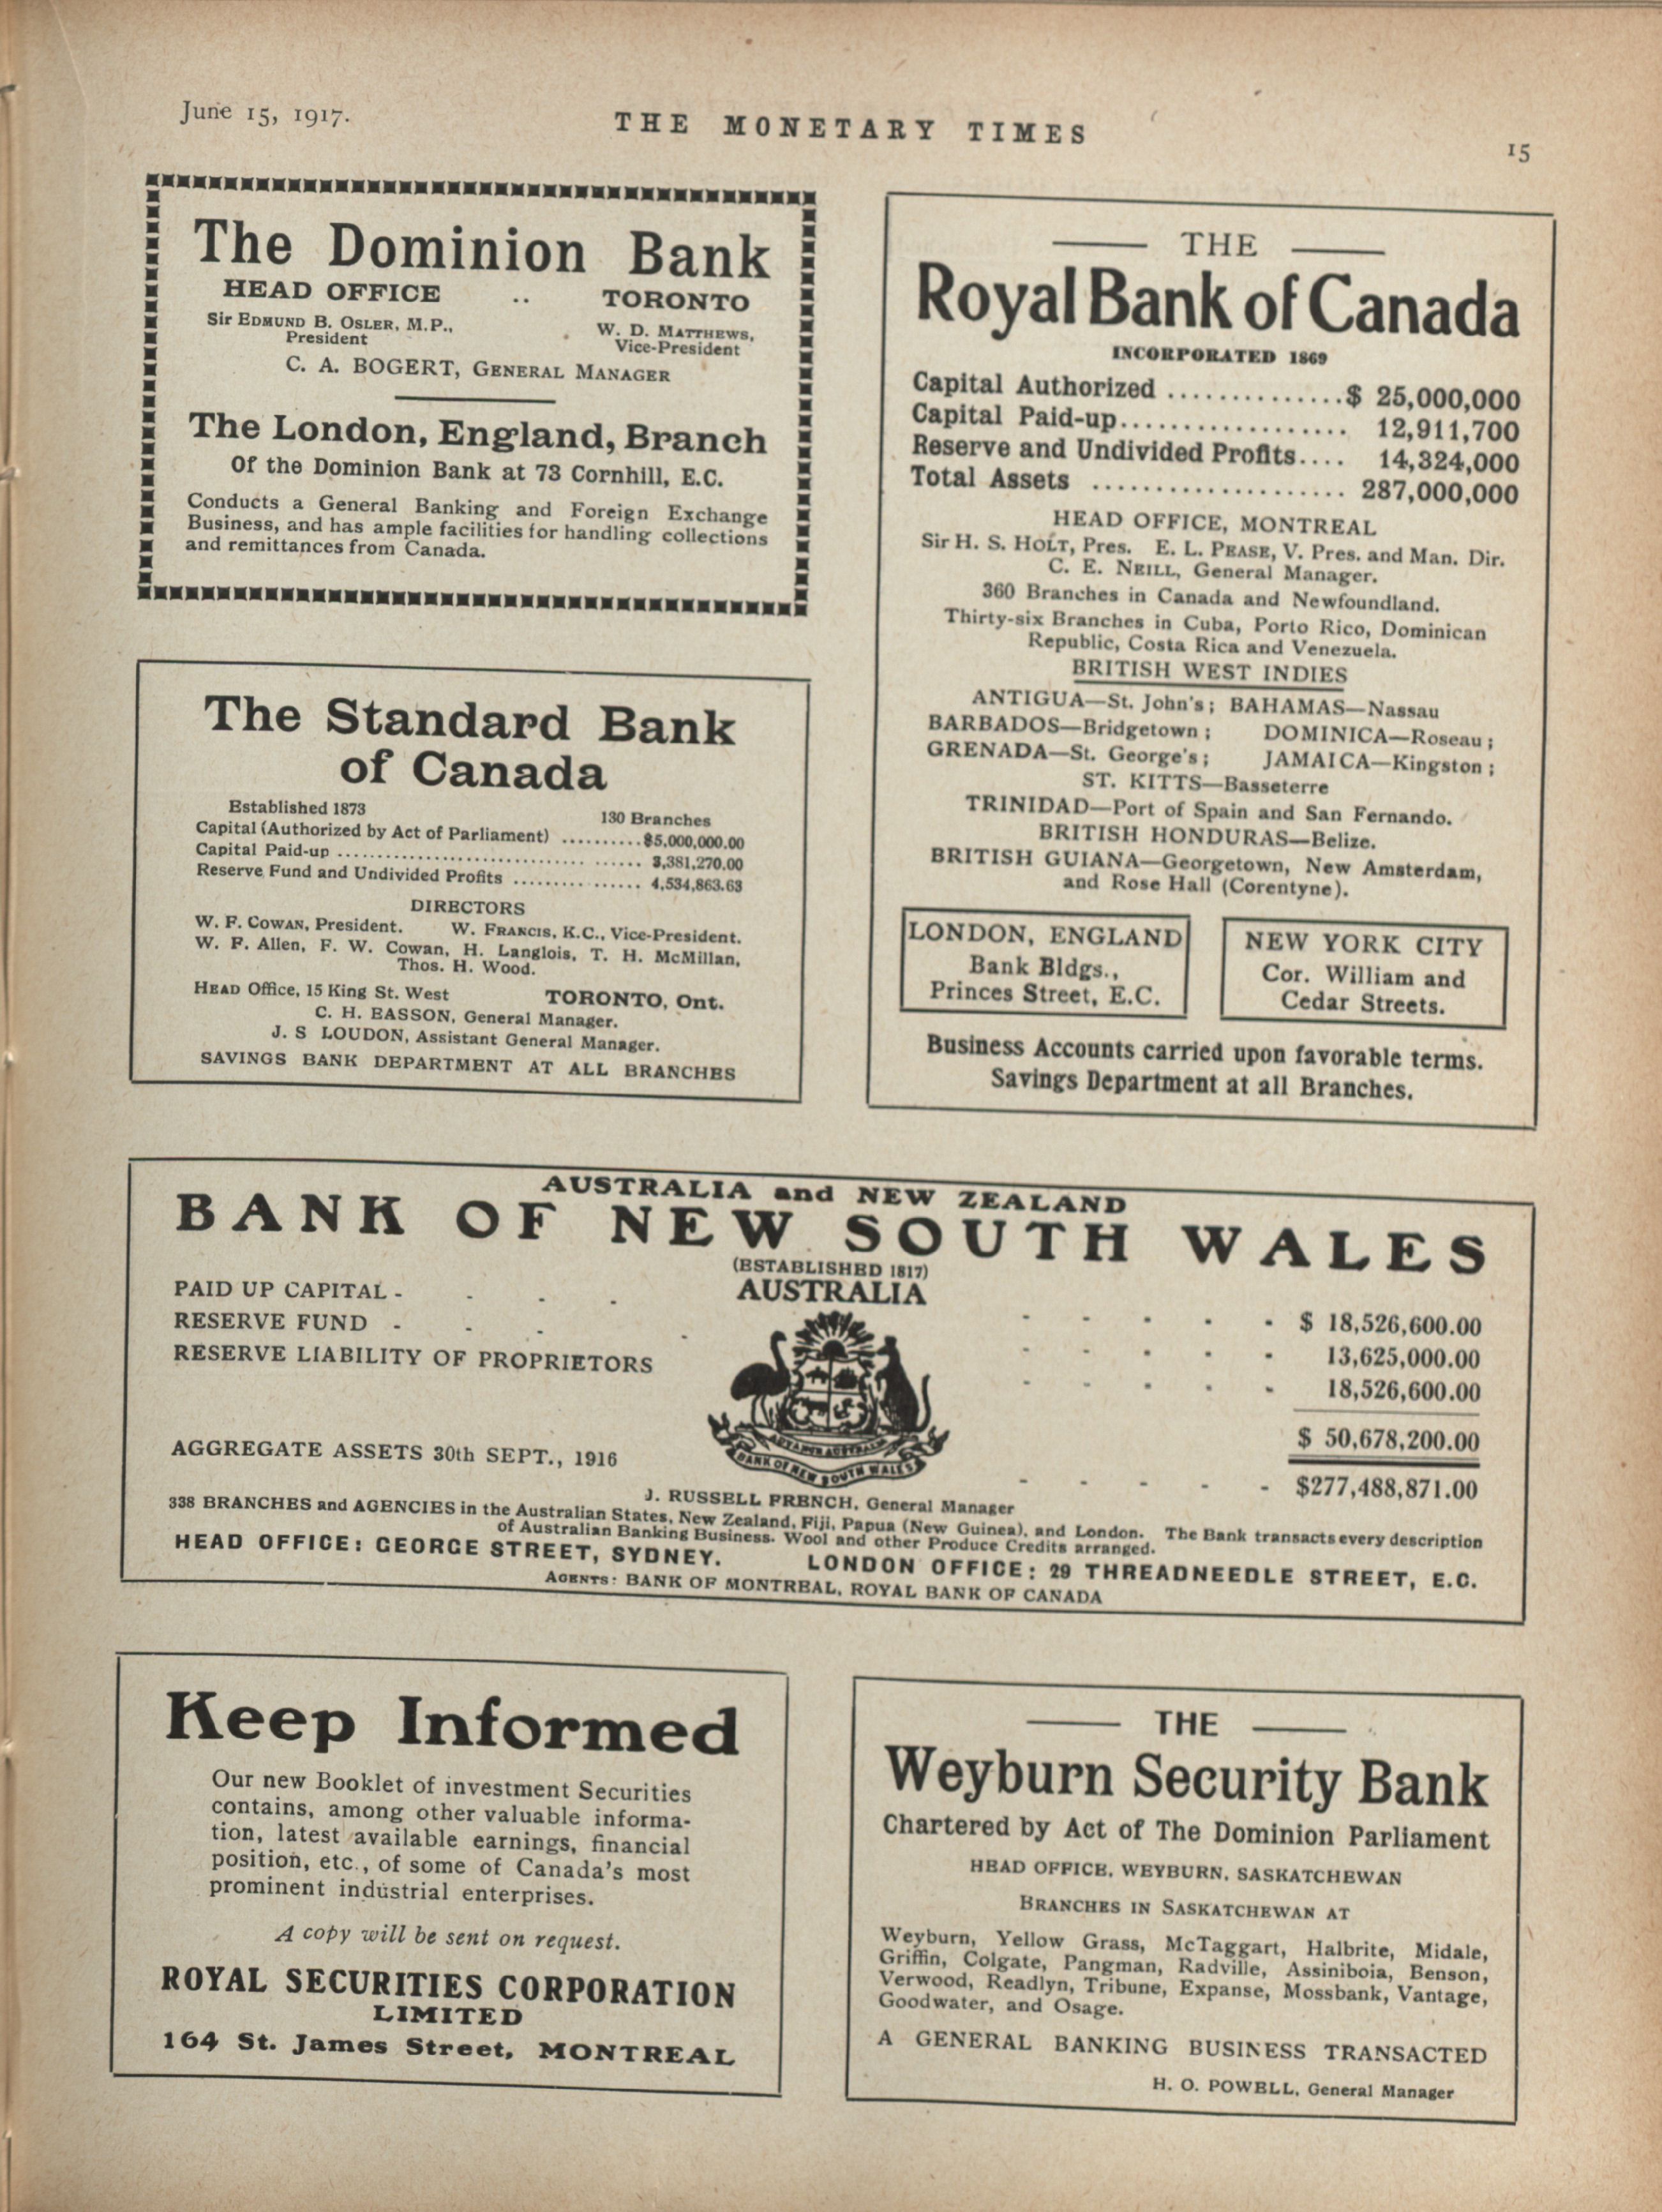 June 15, 1917.
THE MONETARY TIMES
15
The Dominion Bank
HEAD OFFICE .. TORONTO
Sir EDMUND B. OSLER, M.P., W. D. MATTHEWS,
President Vice-President
C. A. BOGERT, GENERAL MANAGER
The London, England, Branch
Of the Dominion Bank at 73 Cornhill, E.C.
Conducts a General Banking and Foreign Exchange
Business, and has ample facilities for handling collections
and remittances from Canada.
The Standard Bank
of Canada
Established 1873 130 Branches
Capital (Authorized by Act of Parliament) ..........$5,000,000.00
Capital Paid-up .................................... 3,381,270.00
Reserve Fund and Undivided Profits ................ 4,534,863.63
DIRECTORS
W. F. COWAN, President. W. FRANCIS, K.C., Vice-President.
W. F. Allen, F. W. Cowan, H. Langlois, T. H. McMillan,
Thos. H. Wood.
HEAD Office, 15 King St. West TORONTO, Ont.
C. H. EASSON, General Manager.
J. S LOUDON, Assistant General Manager.
SAVINGS BANK DEPARTMENT AT ALL BRANCHES
THE
Royal Bank of Canada
INCORPORATED 1869
Capital Authorized ..............$ 25,000,000
Capital Paid-up.................. 12,911,700
Reserve and Undivided Profits.... 14,324,000
Total Assets .................... 287,000,000
HEAD OFFICE, MONTREAL
Sir H. S. HOLT, Pres. E. L. PEASE, V. Pres. and Man. Dir.
C. E. NEILL, General Manager.
360 Branches in Canada and Newfoundland.
Thirty-six Branches in Cuba, Porto Rico, Dominican
Republic, Costa Rica and Venezuela.
BRITISH WEST INDIES
ANTIGUA—St. John's; BAHAMAS—Nassau
BARBADOS—Bridgetown; DOMINICA—Roseau;
GRENADA—St. George's; JAMAICA—Kingston;
ST. KITTS—Basseterre
TRINIDAD—Port of Spain and San Fernando.
BRITISH HONDURAS—Belize.
BRITISH GUIANA—Georgetown, New Amsterdam,
and Rose Hall (Corentyne).
LONDON, ENGLAND
Bank Bldgs.,
Princes Street, E.C.
NEW YORK CITY
Cor. William and
Cedar Streets.
Business Accounts carried upon favorable terms.
Savings Department at all Branches.
AUSTRALIA and NEW ZEALAND
BANK OF NEW SOUTH WALES
(ESTABLISHED 1817)
AUSTRALIA
PAID UP CAPITAL - - - - - - - - - $ 18,526,600.00
RESERVE FUND - - - - - - - - - 13,625,000.00
RESERVE LIABILITY OF PROPRIETORS - - - - - - 18,526,600.00
$ 50,678,200.00
AGGREGATE ASSETS 30th SEPT., 1916 - - - - - $277,488,871.00
ADVANCE AUSTRALIA
BANK OF NEW SOUTH WALES
J. RUSSELL FRENCH, General Manager
338 BRANCHES and AGENCIES in the Australian States, New Zealand, Fiji, Papua (New Guinea), and London. The Bank transacts every description
of Australian Banking Business. Wool and other Produce Credits arranged.
HEAD OFFICE: GEORGE STREET, SYDNEY. LONDON OFFICE: 29 THREADNEEDLE STREET, E.C.
AGENTS: BANK OF MONTREAL, ROYAL BANK OF CANADA
Keep Informed
Our new Booklet of investment Securities
contains, among other valuable informa-
tion, latest available earnings, financial
position, etc., of some of Canada's most
prominent industrial enterprises.
A copy will be sent on request.
ROYAL SECURITIES CORPORATION
LIMITED
164 St. James Street, MONTREAL
THE
Weyburn Security Bank
Chartered by Act of The Dominion Parliament
HEAD OFFICE, WEYBURN, SASKATCHEWAN
BRANCHES IN SASKATCHEWAN AT
Weyburn, Yellow Grass, McTaggart, Halbrite, Midale,
Griffin, Colgate, Pangman, Radville, Assiniboia, Benson,
Verwood, Readlyn, Tribune, Expanse, Mossbank, Vantage,
Goodwater, and Osage.
A GENERAL BANKING BUSINESS TRANSACTED
H. O. POWELL, General Manager